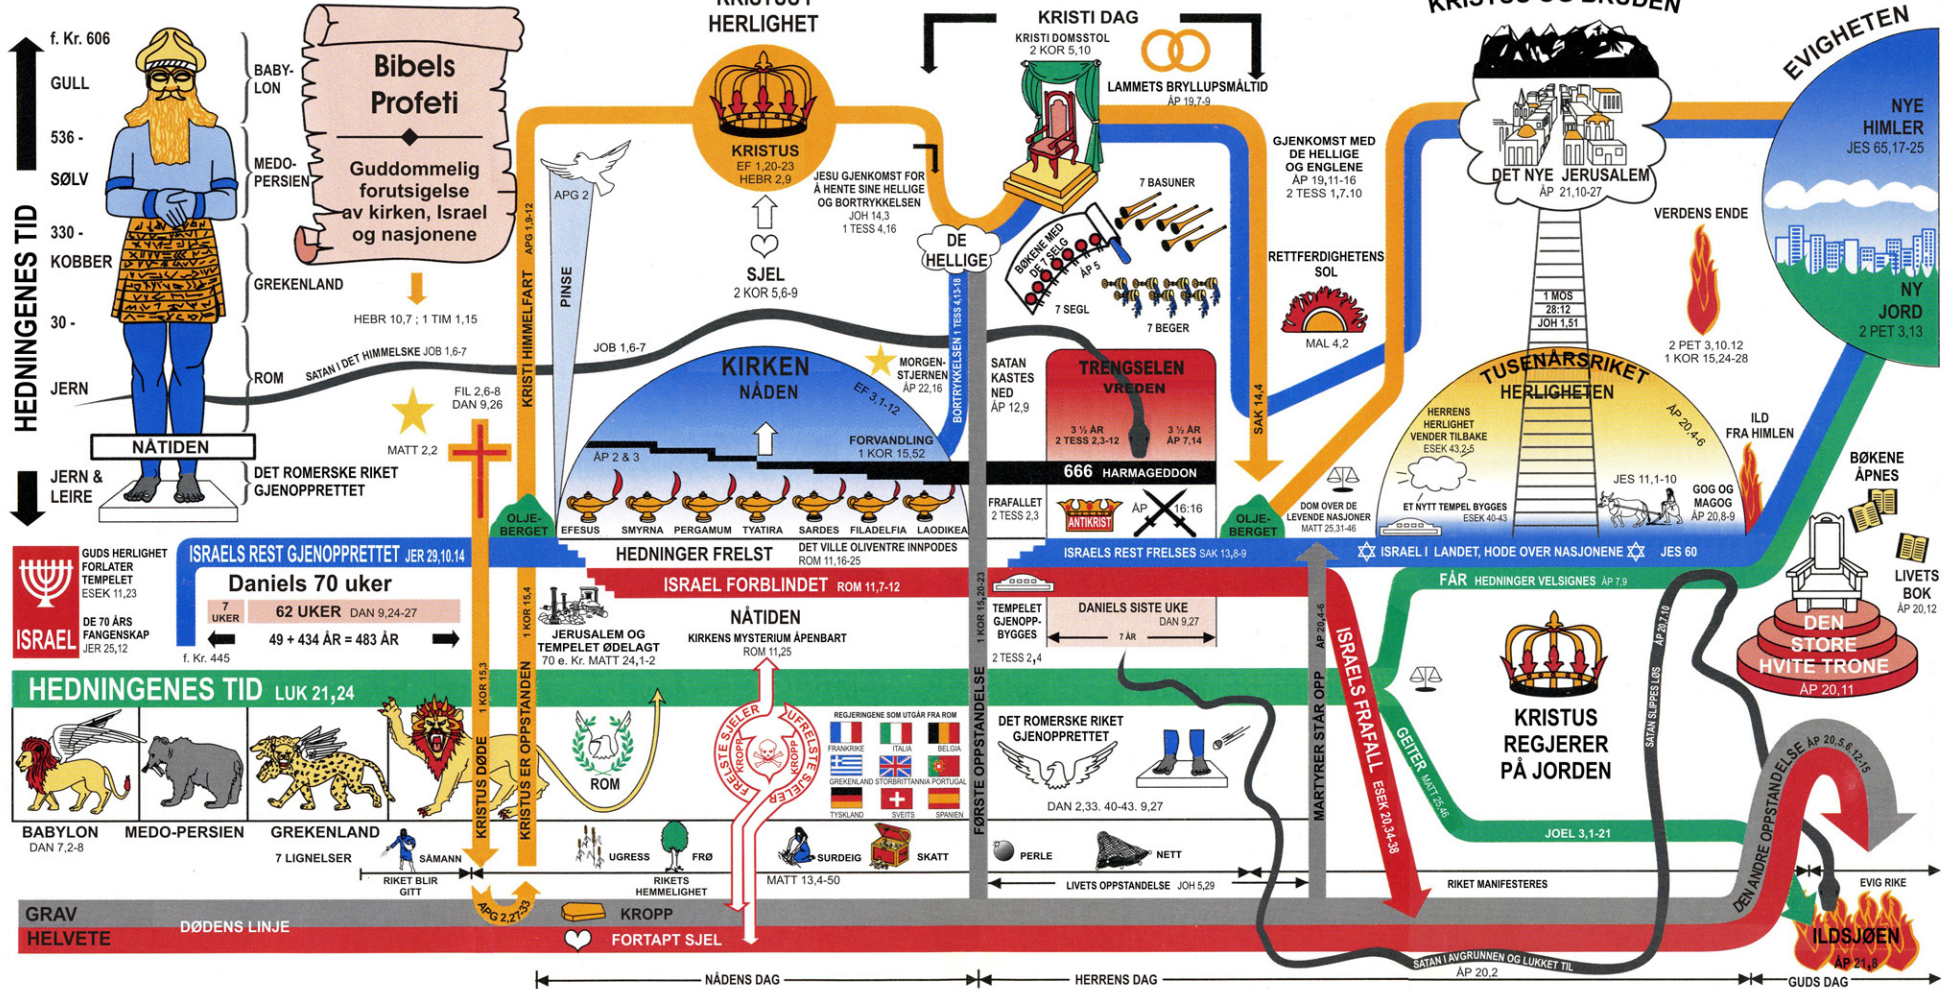 KRISTUS I
HERLIGHET
KRISTUS OG BRUDEN
EVIGHETEN
HEDNINGENES TID
f. Kr. 606
GULL
536 -
SØLV
330 -
KOBBER
30 -
JERN
JERN &
LEIRE
BABY-
LON
MEDO-
PERSIEN
GREKENLAND
ROM
NÅTIDEN
DET ROMERSKE RIKET
GJENOPPRETTET
Bibels
Profeti
Guddommelig
forutsigelse
av kirken, Israel
og nasjonene
HEBR 10,7 ; 1 TIM 1,15
SATAN I DET HIMMELSKE JOB 1,6-7
FIL 2,6-8
DAN 9,26
MATT 2,2
KRISTI HIMMELFART APG 1,9-12
APG 2
PINSE
KRISTUS
EF 1,20-23
HEBR 2,9
SJEL
2 KOR 5,6-9
JOB 1,6-7
JESU GJENKOMST FOR
Å HENTE SINE HELLIGE
OG BORTRYKKELSEN
JOH 14,3
1 TESS 4,16
DE
HELLIGE
KRISTI DAG
KRISTI DOMSSTOL
2 KOR 5,10
LAMMETS BRYLLUPSMÅLTID
ÅP 19,7-9
7 BASUNER
BØKENE MED
DE 7 SELG
ÅP 5
7 SEGL
7 BEGER
GJENKOMST MED
DE HELLIGE
OG ENGLENE
ÅP 19,11-16
2 TESS 1,7.10
RETTFERDIGHETENS
SOL
MAL 4,2
DET NYE JERUSALEM
ÅP 21,10-27
1 MOS
28:12
JOH 1,51
VERDENS ENDE
2 PET 3,10.12
1 KOR 15,24-28
NYE
HIMLER
JES 65,17-25
NY
JORD
2 PET 3,13
KIRKEN
NÅDEN
EF 3,1-12
MORGEN-
STJERNEN
ÅP 22,16
BORTRYKKELSEN 1 TESS 4,13-18
FORVANDLING
1 KOR 15,52
ÅP 2 & 3
EFESUS
SMYRNA
PERGAMUM
TYATIRA
SARDES
FILADELFIA
LAODIKEA
SATAN
KASTES
NED
ÅP 12,9
TRENGSELEN
VREDEN
3 ½ ÅR
2 TESS 2,3-12
3 ½ ÅR
ÅP 7,14
666 HARMAGEDDON
FRAFALLET
2 TESS 2,3
ANTIKRIST
ÅP 16:16
SAK 14,4
OLJE-
BERGET
OLJE-
BERGET
DOM OVER DE
LEVENDE NASJONER
MATT 25,31-46
TUSENÅRSRIKET
HERLIGHETEN
ÅP 20,4-6
HERRENS
HERLIGHET
VENDER TILBAKE
ESEK 43,2-5
ET NYTT TEMPEL BYGGES
ESEK 40-43
JES 11,1-10
GOG OG
MAGOG
ÅP 20,8-9
ILD
FRA HIMLEN
BØKENE
ÅPNES
LIVETS
BOK
ÅP 20,12
DEN
STORE
HVITE TRONE
ÅP 20,11
ISRAEL
GUDS HERLIGHET
FORLATER
TEMPELET
ESEK 11,23
DE 70 ÅRS
FANGENSKAP
JER 25,12
ISRAELS REST GJENOPPRETTET JER 29,10.14
Daniels 70 uker
7
UKER
62 UKER DAN 9,24-27
49 + 434 ÅR = 483 ÅR
f. Kr. 445
KRISTUS DØDE 1 KOR 15,3
KRISTUS ER OPPSTANDEN 1 KOR 15,4
HEDNINGER FRELST
DET VILLE OLIVENTRE INNPODES
ROM 11,16-25
ISRAEL FORBLINDET ROM 11,7-12
JERUSALEM OG
TEMPELET ØDELAGT
70 e. Kr. MATT 24,1-2
NÅTIDEN
KIRKENS MYSTERIUM ÅPENBART
ROM 11,25
FØRSTE OPPSTANDELSE 1 KOR 15,20-23
ISRAELS REST FRELSES SAK 13,8-9
TEMPELET
GJENOPP-
BYGGES
2 TESS 2,4
DANIELS SISTE UKE
DAN 9,27
7 ÅR
MARTYRER STÅR OPP ÅP 20,4-6
ISRAELS FRAFALL ESEK 20,34-38
ISRAEL I LANDET, HODE OVER NASJONENE JES 60
FÅR HEDNINGER VELSIGNES ÅP 7,9
GEITER MATT 25,46
JOEL 3,1-21
KRISTUS
REGJERER
PÅ JORDEN
SATAN SLIPPES LØS ÅP 20,7.10
HEDNINGENES TID LUK 21,24
BABYLON
DAN 7,2-8
MEDO-PERSIEN
GREKENLAND
ROM
FRELSTE SJELER
KROPP
UFRELSTE SJELER
KROPP
REGJERINGENE SOM UTGÅR FRA ROM
FRANKRIKE
ITALIA
BELGIA
GREKENLAND
STORBRITTANNIA
PORTUGAL
TYSKLAND
SVEITS
SPANIEN
DET ROMERSKE RIKET
GJENOPPRETTET
DAN 2,33. 40-43. 9,27
7 LIGNELSER
SÅMANN
UGRESS
FRØ
SURDEIG
SKATT
PERLE
NETT
RIKET BLIR
GITT
RIKETS
HEMMELIGHET
MATT 13,4-50
LIVETS OPPSTANDELSE JOH 5,29
RIKET MANIFESTERES
EVIG RIKE
APG 2,27-33
GRAV
HELVETE
DØDENS LINJE
KROPP
FORTAPT SJEL
SATAN I AVGRUNNEN OG LUKKET TIL
ÅP 20,2
DEN ANDRE OPPSTANDELSE ÅP 20,5.6.12-15
ILDSJØEN
ÅP 21,8
NÅDENS DAG
HERRENS DAG
GUDS DAG